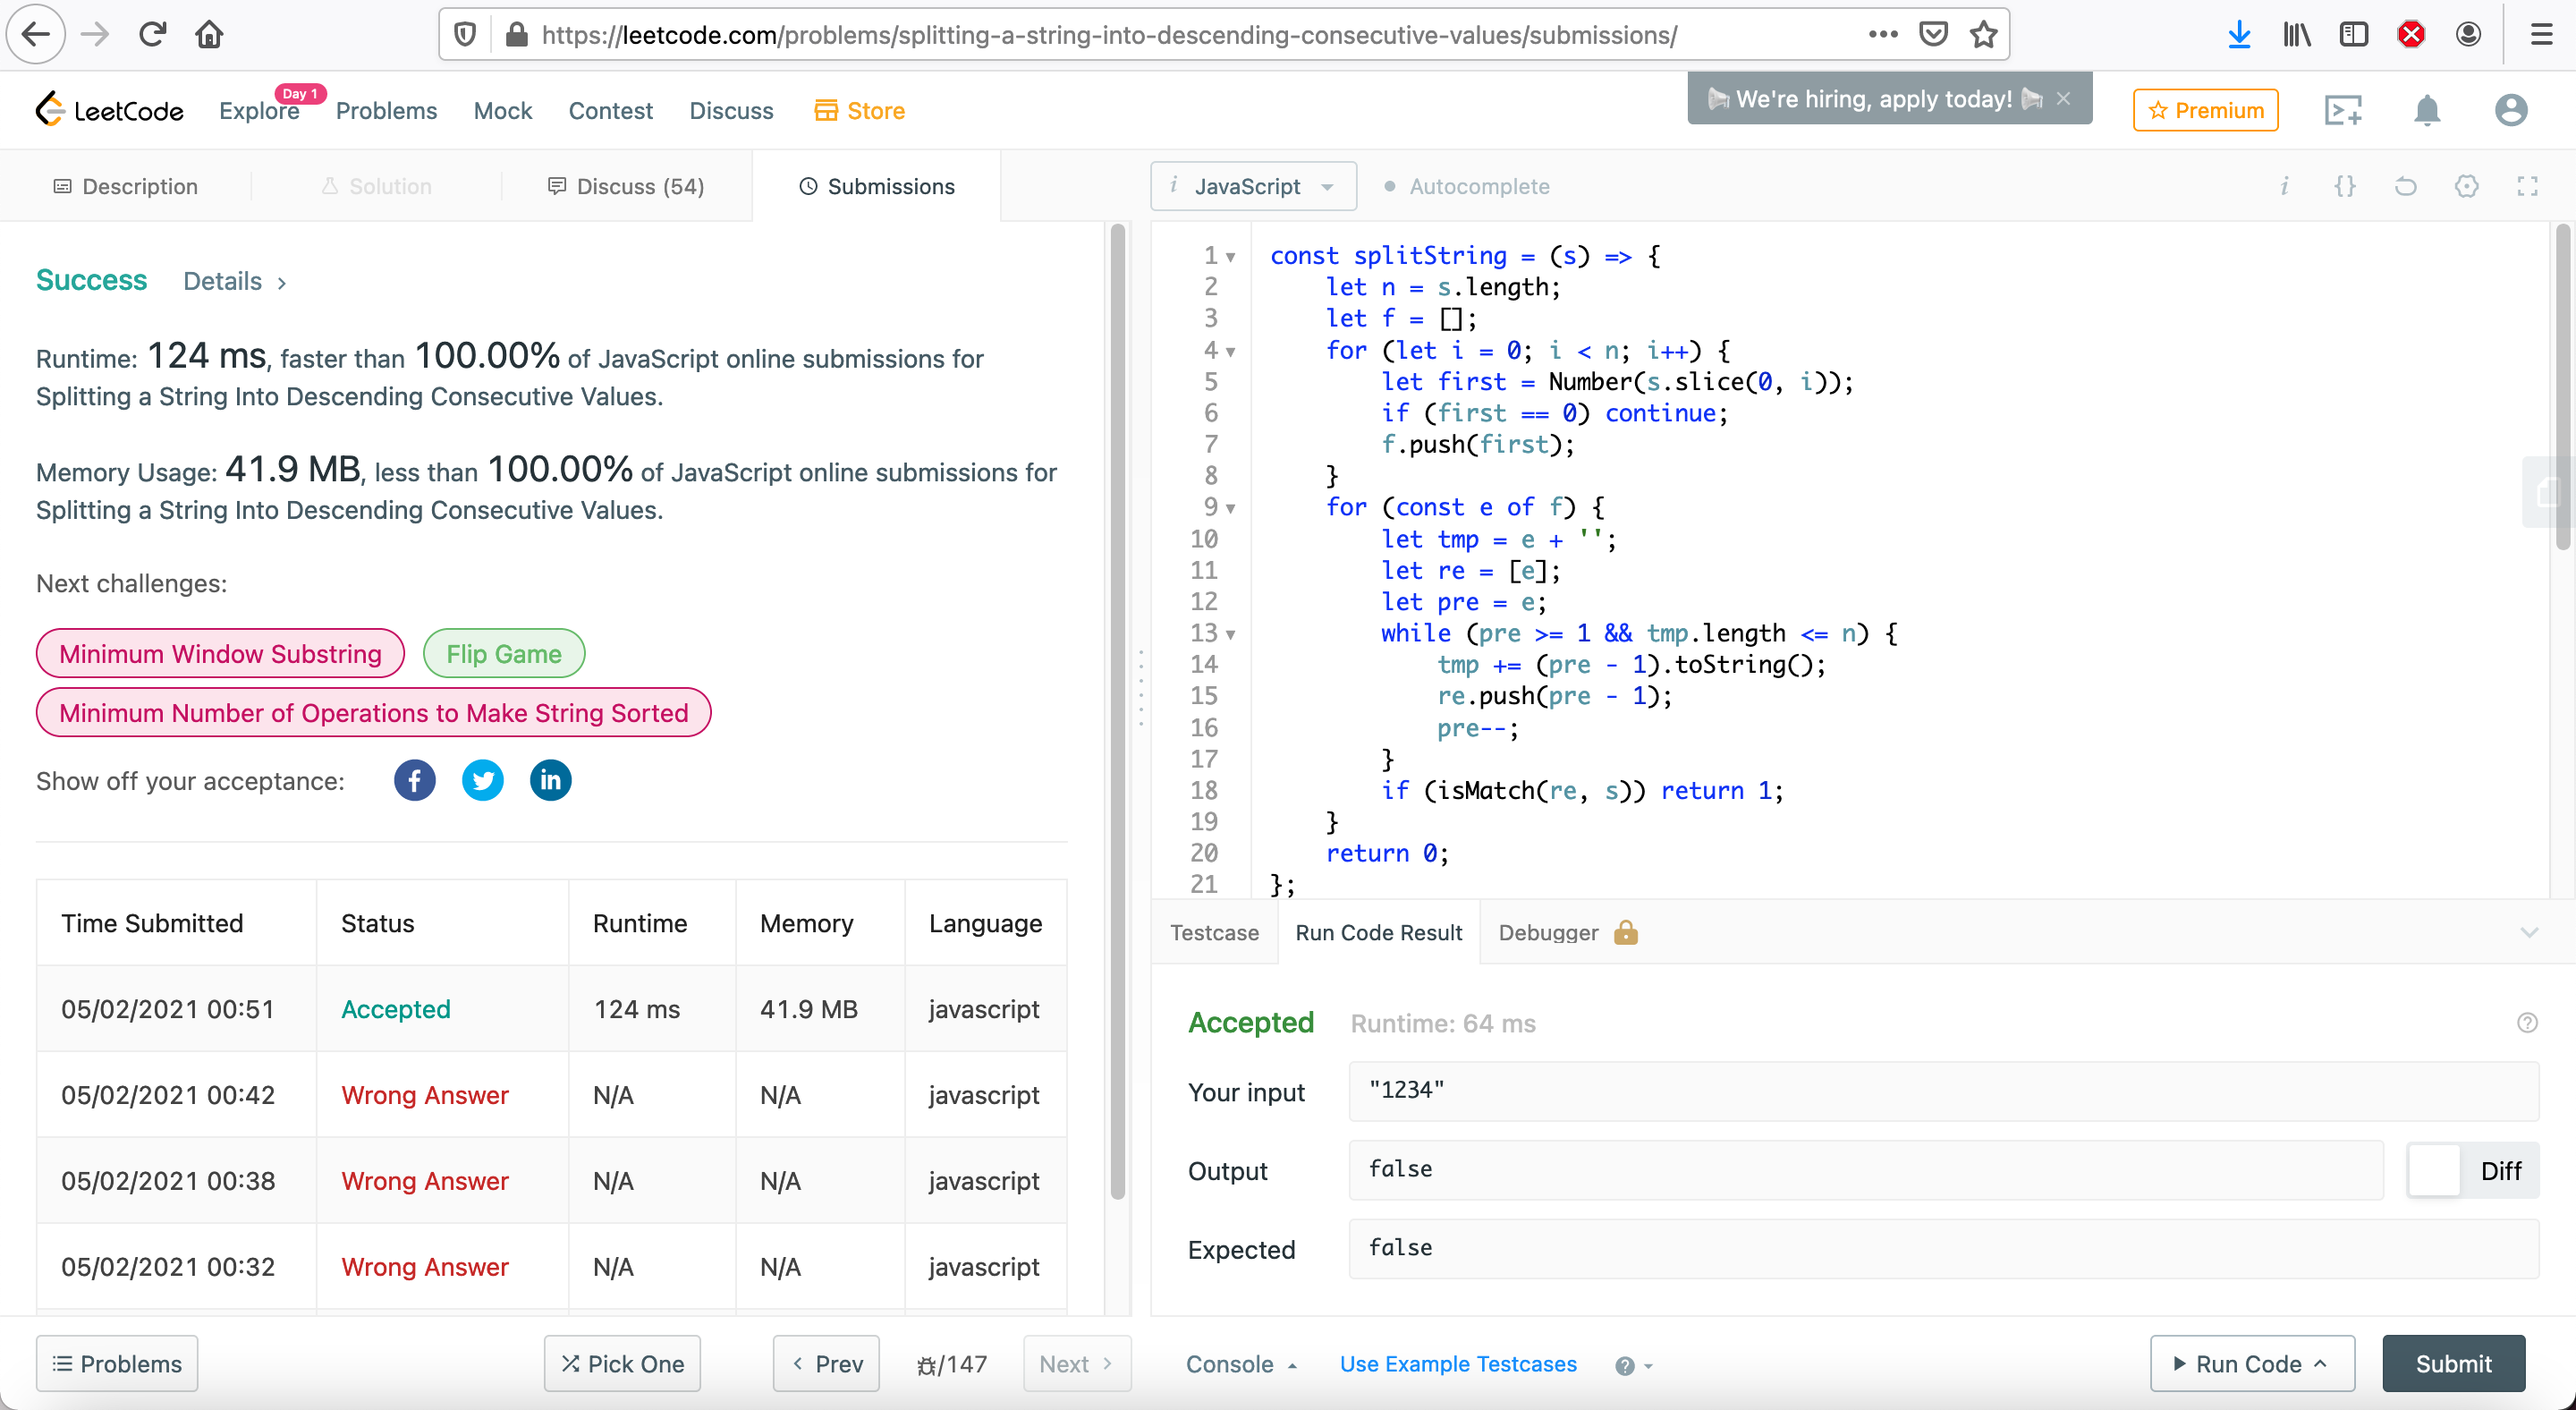 https://leetcode.com/problems/splitting-a-string-into-descending-consecutive-values/submissions/
LeetCode
Explore
Day 1
Problems
Mock
Contest
Discuss
Store
We're hiring, apply today!
Premium
Description
Solution
Discuss (54)
Submissions
Success
Details
Runtime: 124 ms, faster than 100.00% of JavaScript online submissions for
Splitting a String Into Descending Consecutive Values.
Memory Usage: 41.9 MB, less than 100.00% of JavaScript online submissions for
Splitting a String Into Descending Consecutive Values.
Next challenges:
Minimum Window Substring
Flip Game
Minimum Number of Operations to Make String Sorted
Show off your acceptance:
Time Submitted Status Runtime Memory Language
05/02/2021 00:51 Accepted 124 ms 41.9 MB javascript
05/02/2021 00:42 Wrong Answer N/A N/A javascript
05/02/2021 00:38 Wrong Answer N/A N/A javascript
05/02/2021 00:32 Wrong Answer N/A N/A javascript
Problems
Pick One
Prev
/147
Next
i JavaScript
Autocomplete
i {}
1 const splitString = (s) => {
2 let n = s.length;
3 let f = [];
4 for (let i = 0; i < n; i++) {
5 let first = Number(s.slice(0, i));
6 if (first == 0) continue;
7 f.push(first);
8 }
9 for (const e of f) {
10 let tmp = e + '';
11 let re = [e];
12 let pre = e;
13 while (pre >= 1 && tmp.length <= n) {
14 tmp += (pre - 1).toString();
15 re.push(pre - 1);
16 pre--;
17 }
18 if (isMatch(re, s)) return 1;
19 }
20 return 0;
21 };
Testcase
Run Code Result
Debugger
Accepted
Runtime: 64 ms
Your input
"1234"
Output
false
Diff
Expected
false
Console
Use Example Testcases
Run Code
Submit